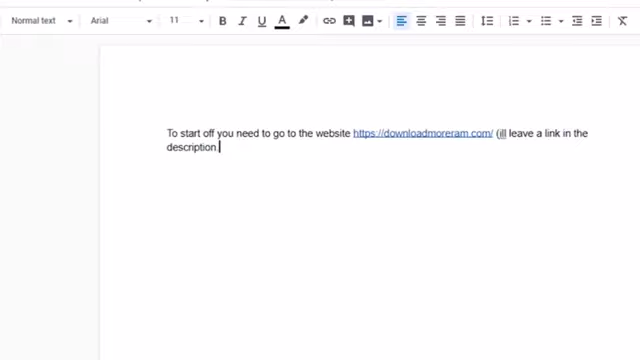 Normal text Arial 11 B I U A
To start off you need to go to the website https://downloadmoreram.com/ (ill leave a link in the
description.